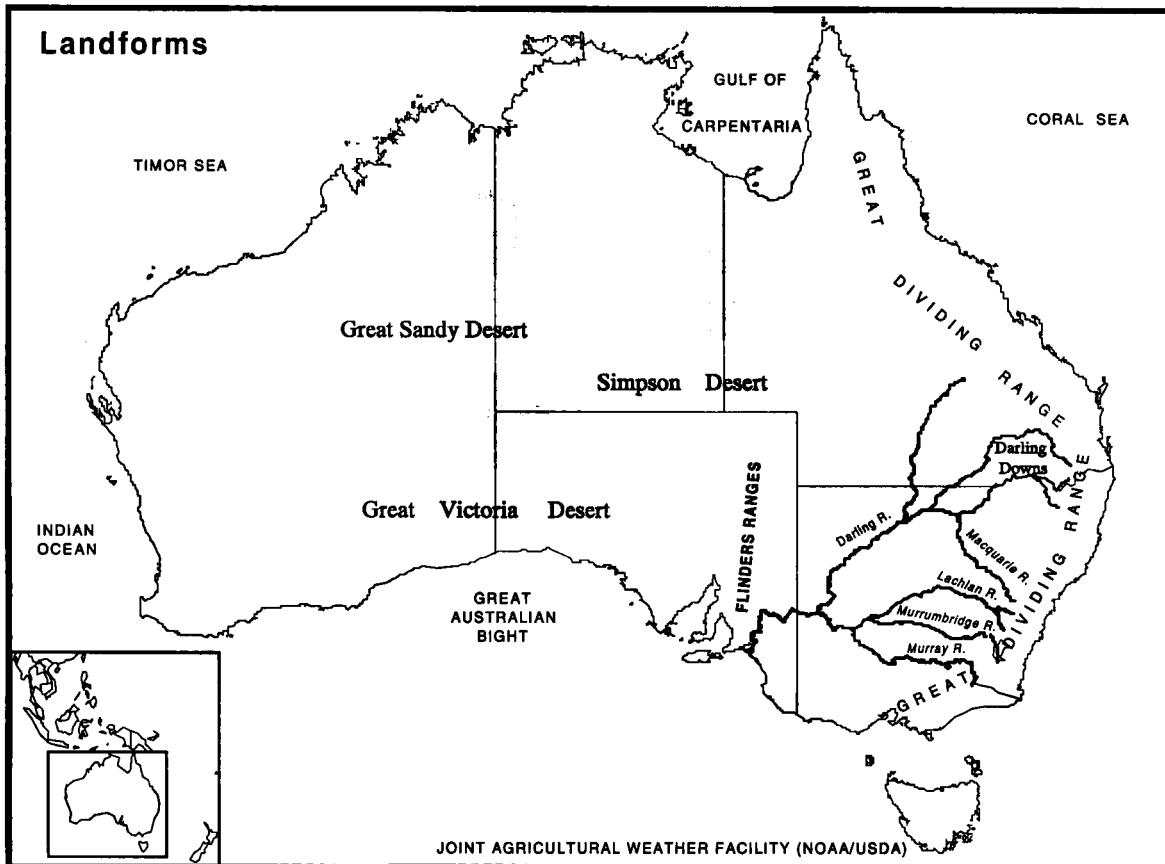 Landforms
GULF OF
CARPENTARIA
CORAL SEA
TIMOR SEA
GREAT
DIVIDING RANGE
Great Sandy Desert
Simpson Desert
Darling
Downs
Great Victoria Desert
FLINDERS RANGES
Darling R.
Macquarie R.
INDIAN
OCEAN
Lachlan R.
GREAT
AUSTRALIAN
BIGHT
Murrumbridge R.
Murray R.
GREAT
DIVIDING RANGE
JOINT AGRICULTURAL WEATHER FACILITY (NOAA/USDA)